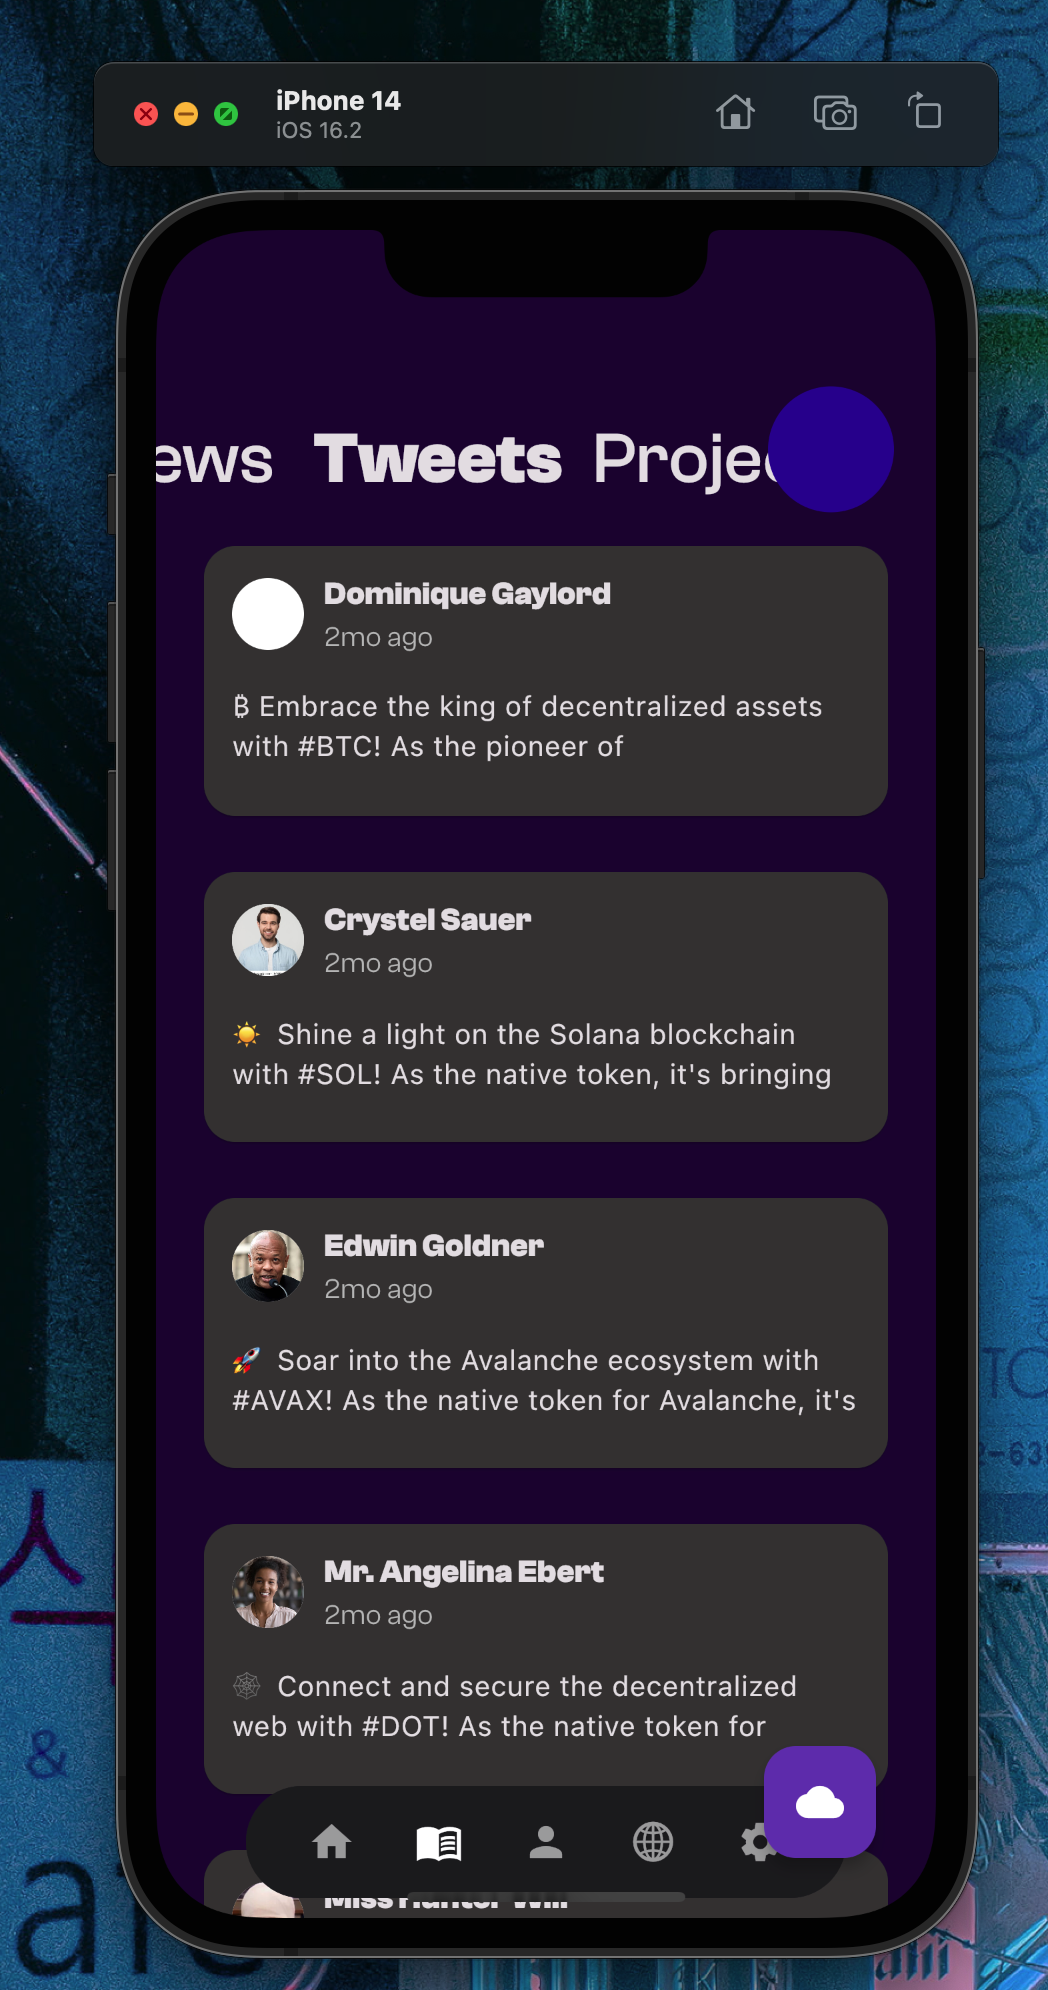 iPhone 14
iOS 16.2
ews Tweets Projec
Dominique Gaylord
2mo ago
₿ Embrace the king of decentralized assets
with #BTC! As the pioneer of
Crystel Sauer
2mo ago
☀️ Shine a light on the Solana blockchain
with #SOL! As the native token, it's bringing
Edwin Goldner
2mo ago
🚀 Soar into the Avalanche ecosystem with
#AVAX! As the native token for Avalanche, it's
Mr. Angelina Ebert
2mo ago
🕸️ Connect and secure the decentralized
web with #DOT! As the native token for
Miss Hunter Will
&